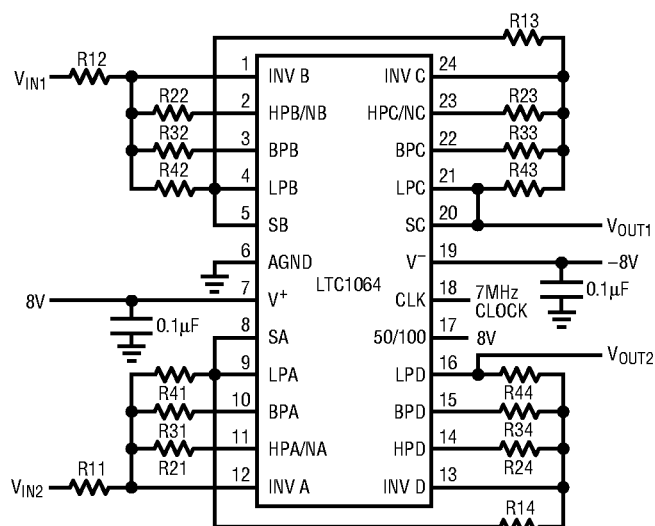 R13
R12
V_IN1
1 INV B INV C 24
R22 2 HPB/NB HPC/NC 23 R23
R32 3 BPB BPC 22 R33
R42 4 LPB LPC 21 R43
5 SB SC 20 V_OUT1
6 AGND V⁻ 19 –8V
LTC1064
8V 7 V⁺ CLK 18 7MHz CLOCK 0.1µF
0.1µF 8 SA 50/100 17 8V
V_OUT2
9 LPA LPD 16
R41 R44
10 BPA BPD 15
R31 R34
11 HPA/NA HPD 14
R21 R24
V_IN2 R11 12 INV A INV D 13
R14